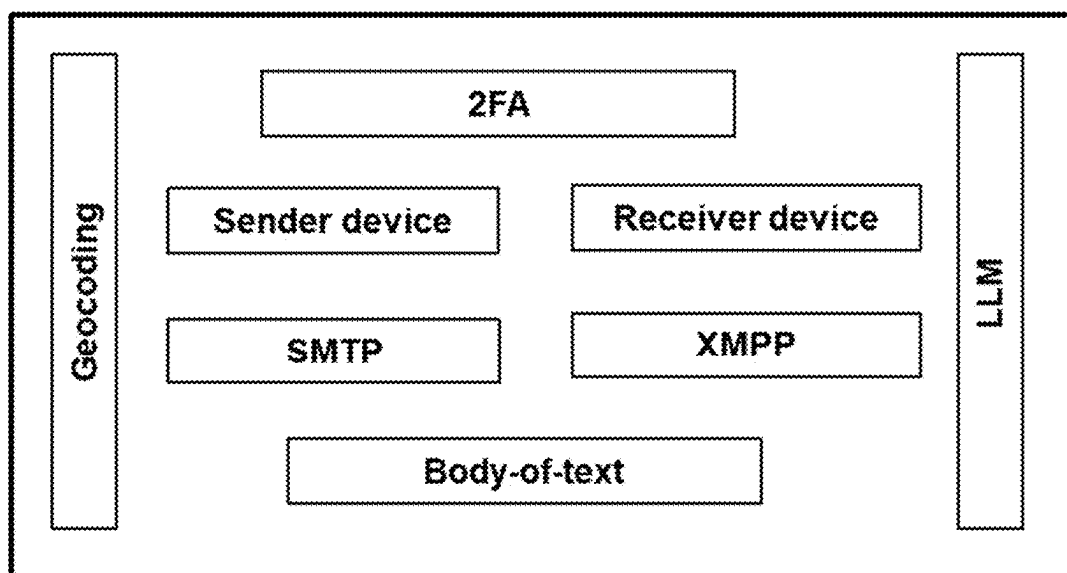 2FA
Geocoding
Sender device
Receiver device
LLM
SMTP
XMPP
Body-of-text